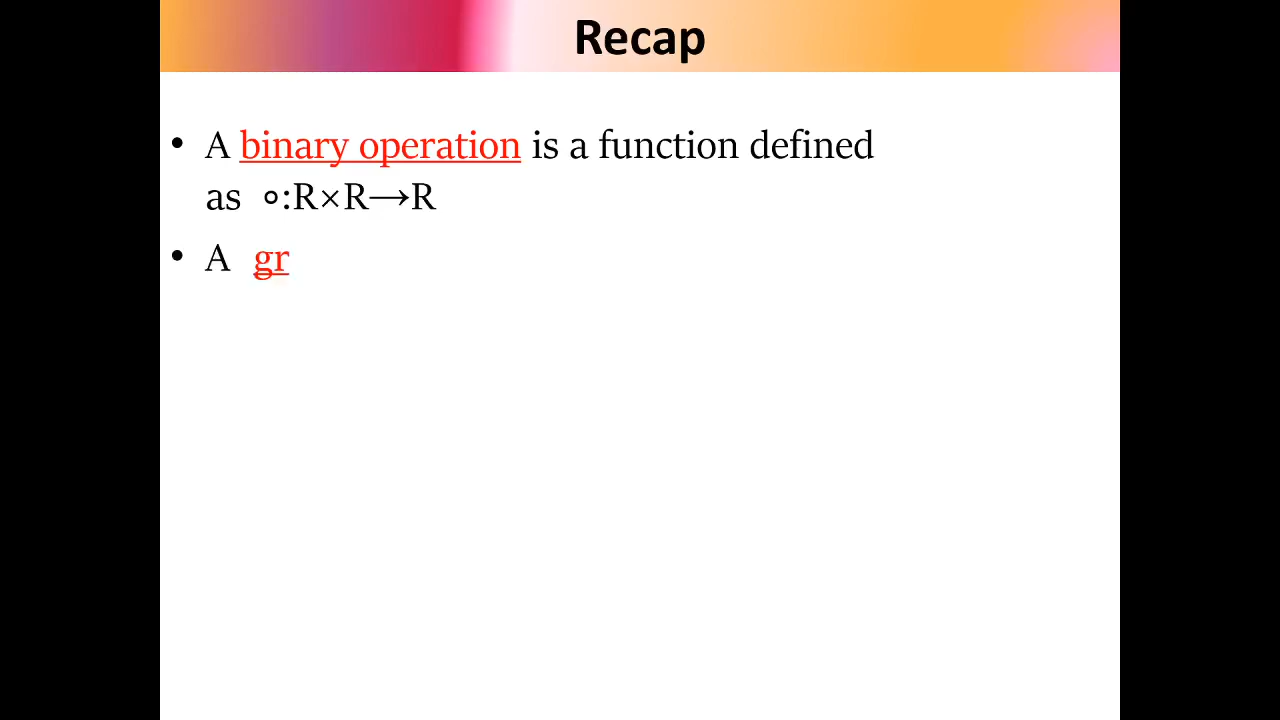 Recap
• A binary operation is a function defined
as ∘:R×R→R
• A gr